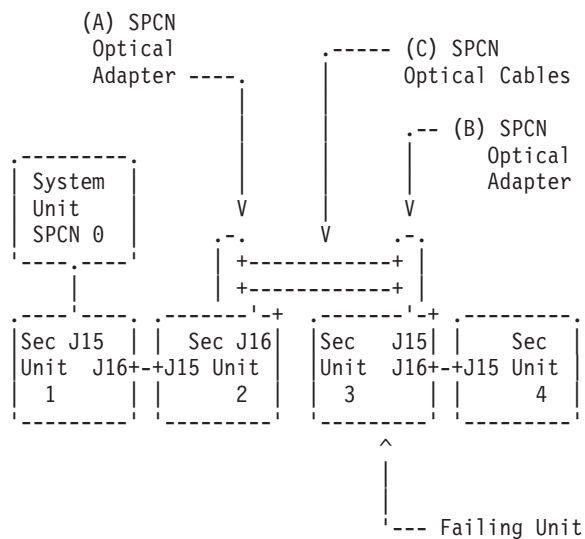 (A) SPCN
Optical
Adapter
(C) SPCN
Optical Cables
(B) SPCN
Optical
Adapter
System
Unit
SPCN 0
Sec J15
Unit J16
1
Sec J16
J15 Unit
2
Sec J15
Unit J16
3
Sec
J15 Unit
4
Failing Unit